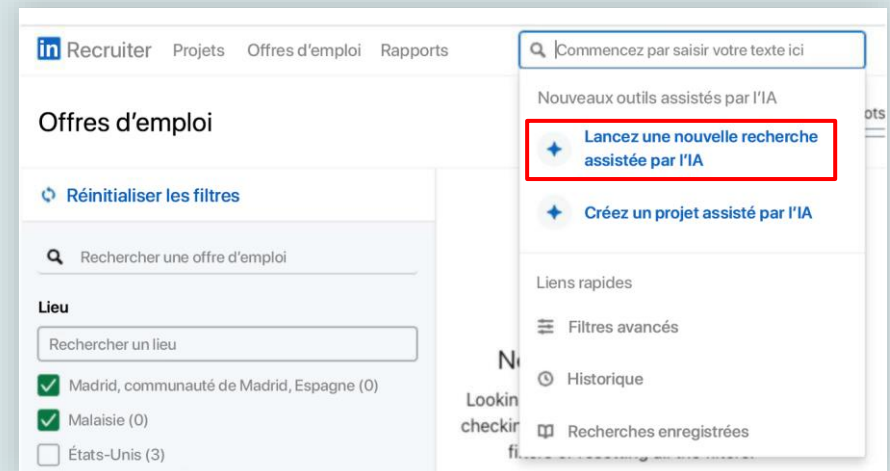 in Recruiter Projets Offres d'emploi Rapports
Commencez par saisir votre texte ici
Offres d'emploi
Nouveaux outils assistés par l'IA
Lancez une nouvelle recherche
assistée par l'IA
Créez un projet assisté par l'IA
Réinitialiser les filtres
Rechercher une offre d'emploi
Lieu
Rechercher un lieu
Madrid, communauté de Madrid, Espagne (0)
Malaisie (0)
États-Unis (3)
Liens rapides
Filtres avancés
Historique
Recherches enregistrées